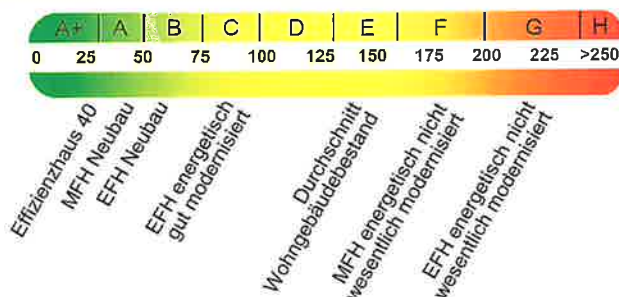 A+ A B C D E F G H
0 25 50 75 100 125 150 175 200 225 >250
Effizienzhaus 40
MFH Neubau
EFH Neubau
EFH energetisch
gut modernisiert
Durchschnitt
Wohngebäudebestand
MFH energetisch nicht
wesentlich modernisiert
EFH energetisch nicht
wesentlich modernisiert